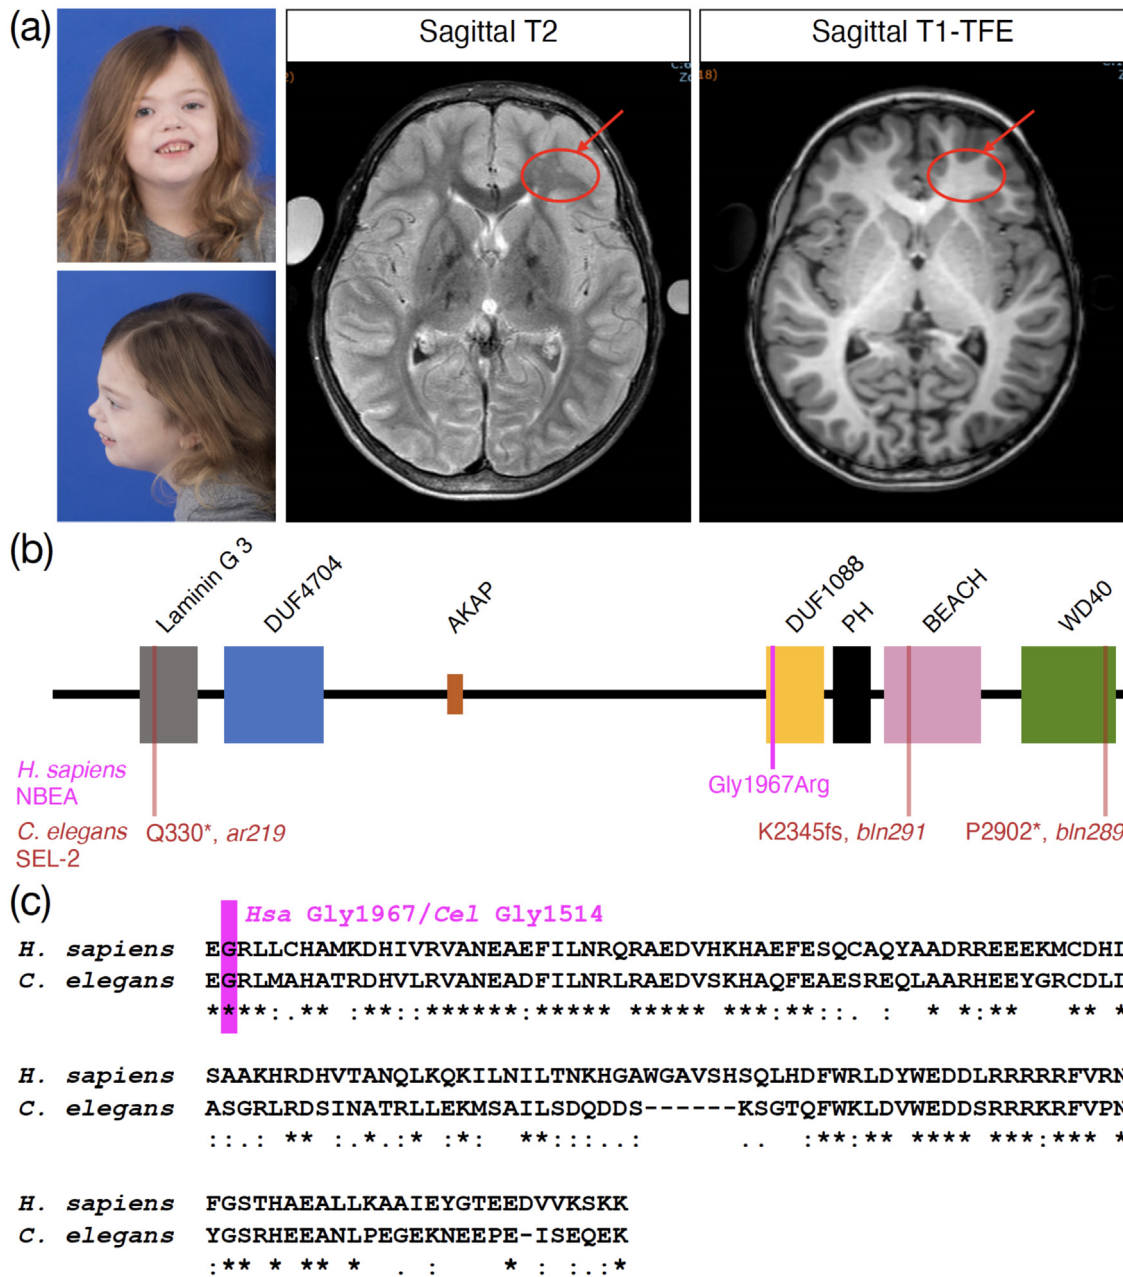 (a)
Sagittal T2
Sagittal T1-TFE
(b)
Laminin G 3
DUF4704
AKAP
DUF1088
PH
BEACH
WD40
H. sapiens
NBEA
Gly1967Arg
C. elegans
SEL-2
Q330*, ar219
K2345fs, bln291
P2902*, bln289
(c)
Hsa Gly1967/Cel Gly1514
H. sapiens EGRLLCHAMKDHIVRVANEAEFILNRQRAEDVHKHAEFESQCAQYAADRREEEKMCDHI
C. elegans EGRLMAHATRDHVLRVANEADFILNRLRAEDVSKHAQFEAESREQLAARHEEYGRCDLI
****:.** :**::******:***** *****:***:**::. : * *:** ** *
H. sapiens SAAKHRDHVTANQLKQKILNILTNKHGAWGAVSHSQLHDFWRLDYWEDDLRRRRRFVRN
C. elegans ASGRLRDSINATRLLEKMSAILSDQDDS------KSGTQFWKLDVWEDDSRRRKRFVPN
::.: ** :.*.:* :*: **:::..: .. :**:** **** ***:*** *
H. sapiens FGSTHAEALLKAAIEYGTEEDVVKSKK
C. elegans YGSRHEEANLPEGEKNEEPE-ISEQEK
:** * ** * . : * : :.:*